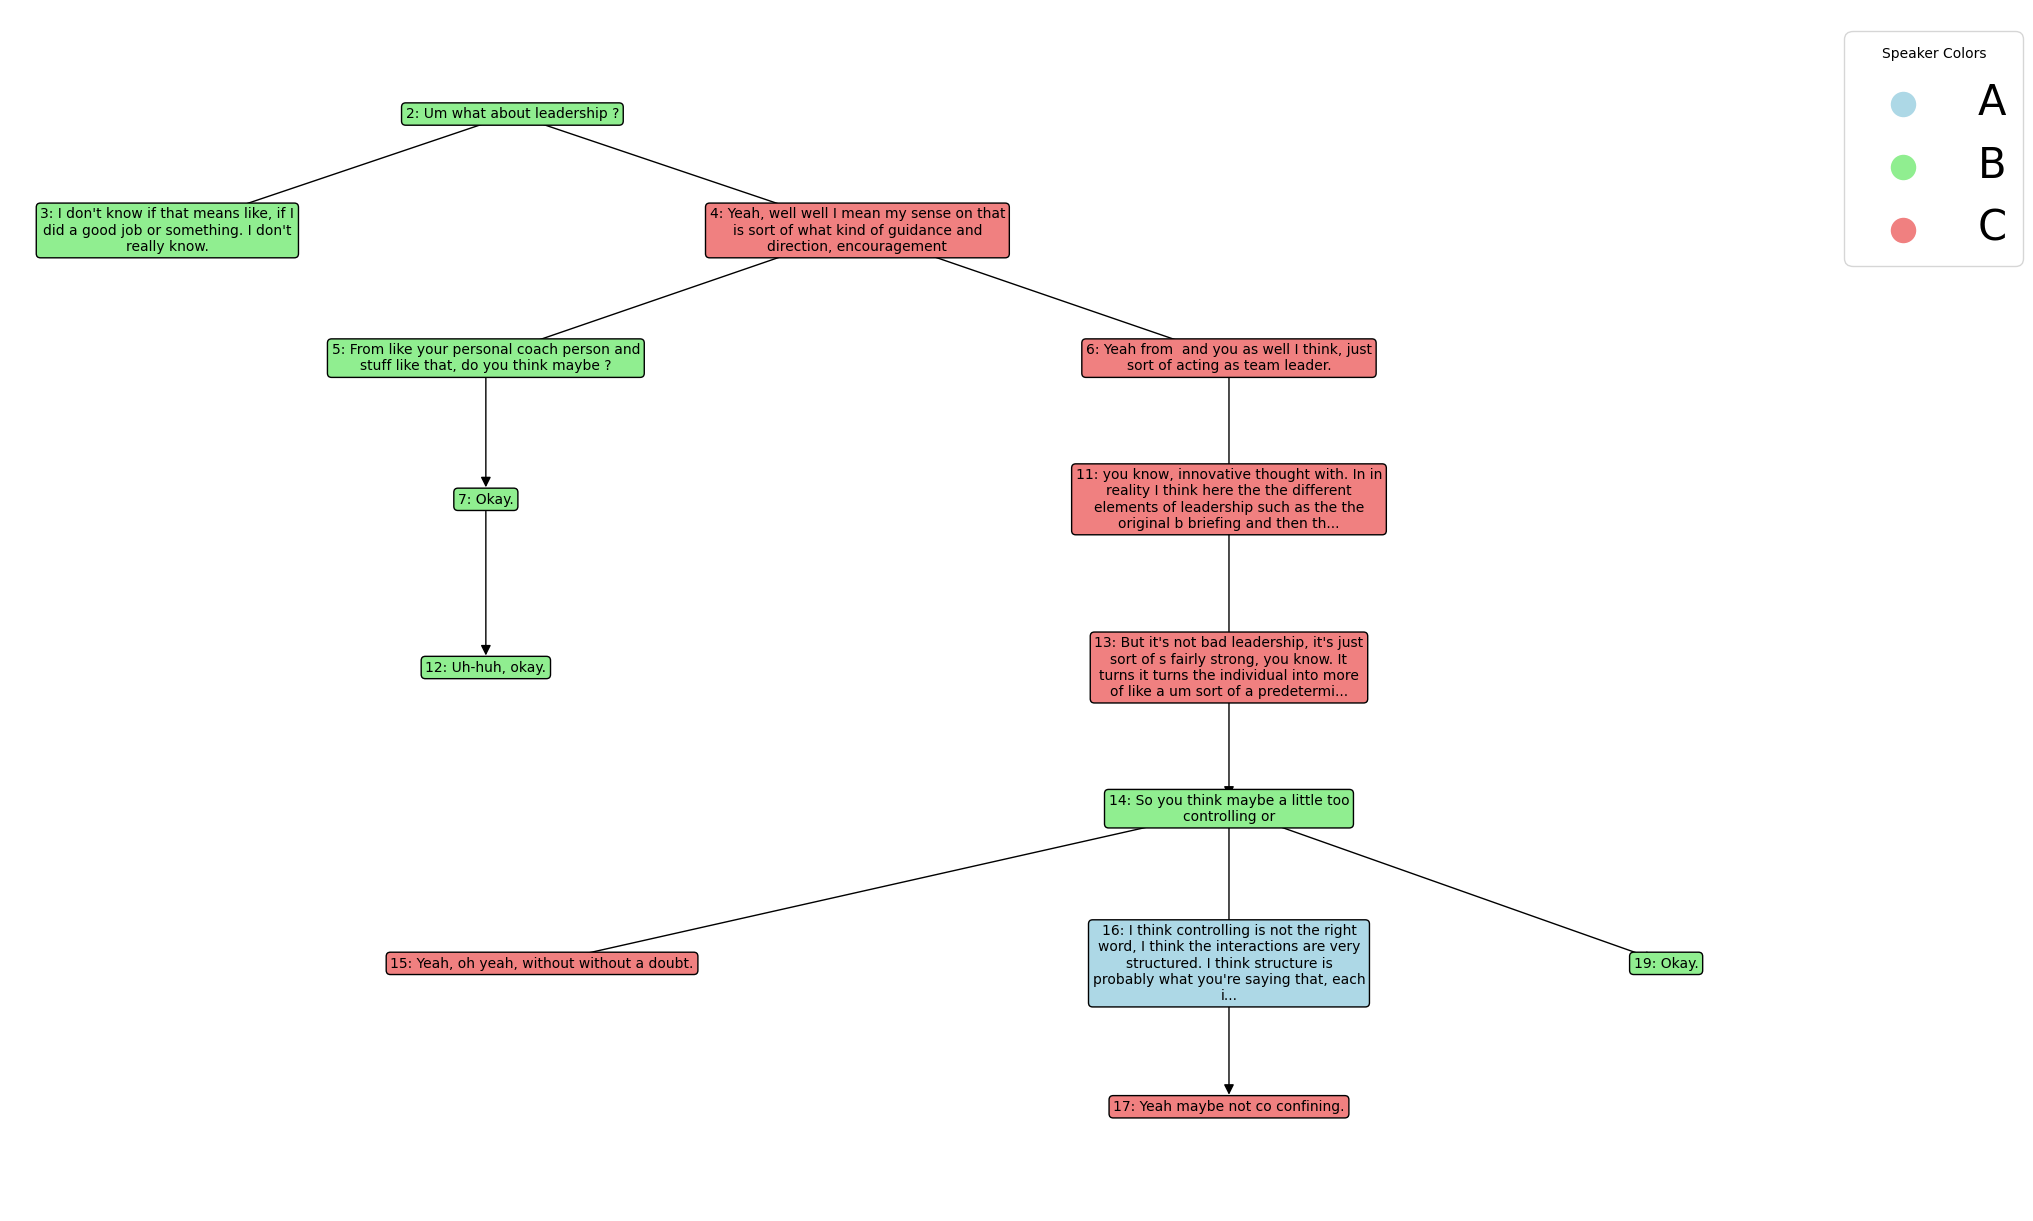 Speaker Colors
A
B
C
2: Um what about leadership ?
3: I don't know if that means like, if I
did a good job or something. I don't
really know.
4: Yeah, well well I mean my sense on that
is sort of what kind of guidance and
direction, encouragement
5: From like your personal coach person and
stuff like that, do you think maybe ?
6: Yeah from  and you as well I think, just
sort of acting as team leader.
7: Okay.
11: you know, innovative thought with. In in
reality I think here the the different
elements of leadership such as the the
original b briefing and then th...
12: Uh-huh, okay.
13: But it's not bad leadership, it's just
sort of s fairly strong, you know. It
turns it turns the individual into more
of like a um sort of a predetermi...
14: So you think maybe a little too
controlling or
15: Yeah, oh yeah, without without a doubt.
16: I think controlling is not the right
word, I think the interactions are very
structured. I think structure is
probably what you're saying that, each
i...
19: Okay.
17: Yeah maybe not co confining.